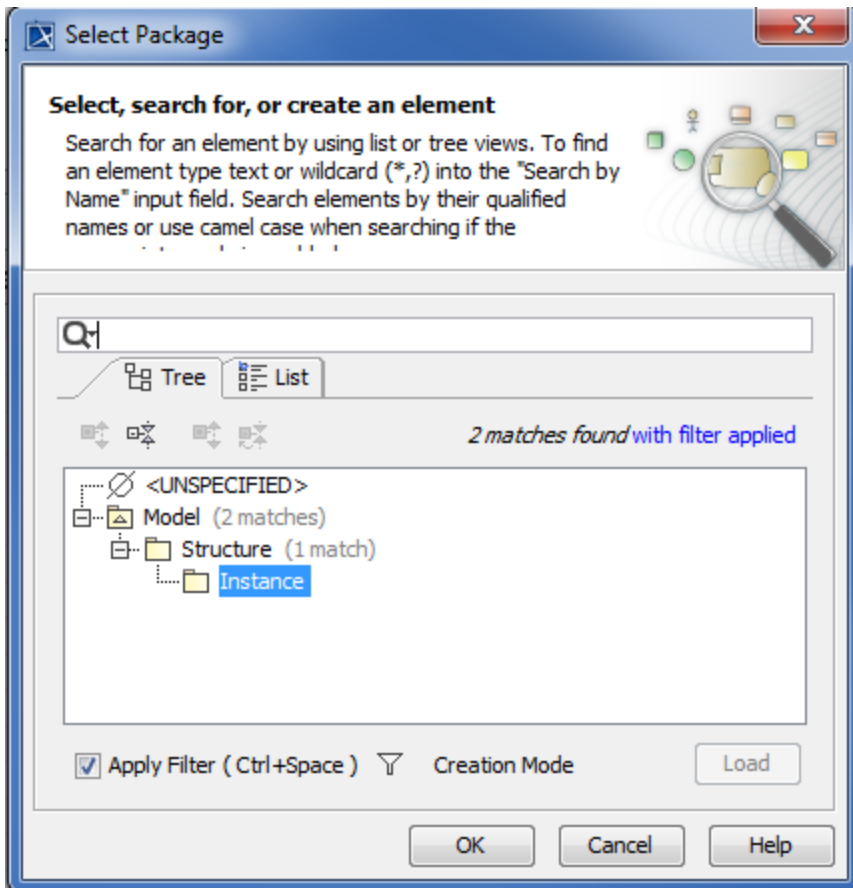 Select Package
Select, search for, or create an element
Search for an element by using list or tree views. To find
an element type text or wildcard (*,?) into the "Search by
Name" input field. Search elements by their qualified
names or use camel case when searching if the
Tree
List
2 matches found with filter applied
<UNSPECIFIED>
Model (2 matches)
Structure (1 match)
Instance
Apply Filter ( Ctrl+Space )
Creation Mode
Load
OK
Cancel
Help